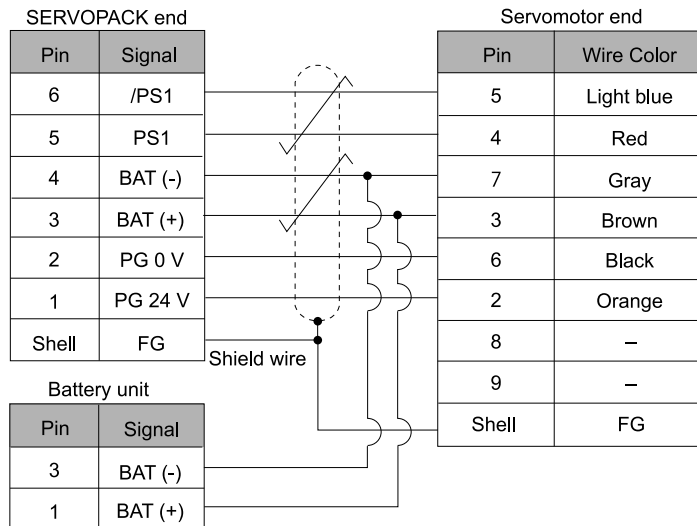 SERVOPACK end
Pin Signal
6 /PS1
5 PS1
4 BAT (-)
3 BAT (+)
2 PG 0 V
1 PG 24 V
Shell FG
Shield wire
Servomotor end
Pin Wire Color
5 Light blue
4 Red
7 Gray
3 Brown
6 Black
2 Orange
8 –
9 –
Shell FG
Battery unit
Pin Signal
3 BAT (-)
1 BAT (+)